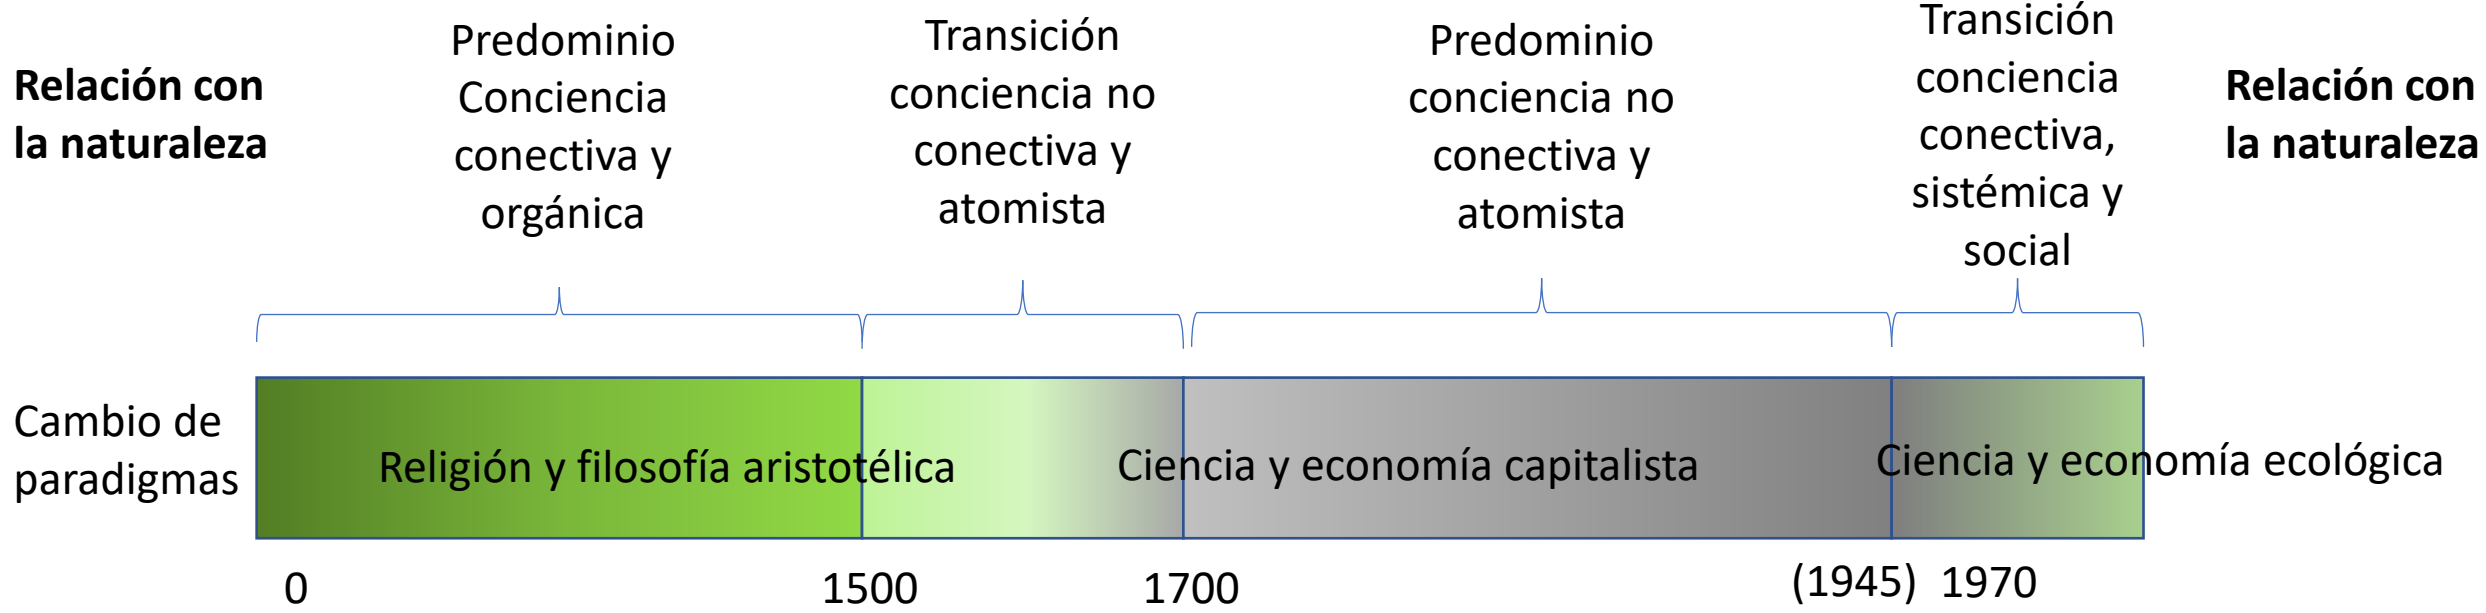 Relación con
la naturaleza
Predominio
Conciencia
conectiva y
orgánica
Transición
conciencia no
conectiva y
atomista
Predominio
conciencia no
conectiva y
atomista
Transición
conciencia
conectiva,
sistémica y
social
Relación con
la naturaleza
Cambio de
paradigmas
Religión y filosofía aristotélica
Ciencia y economía capitalista
Ciencia y economía ecológica
0
1500
1700
(1945)
1970